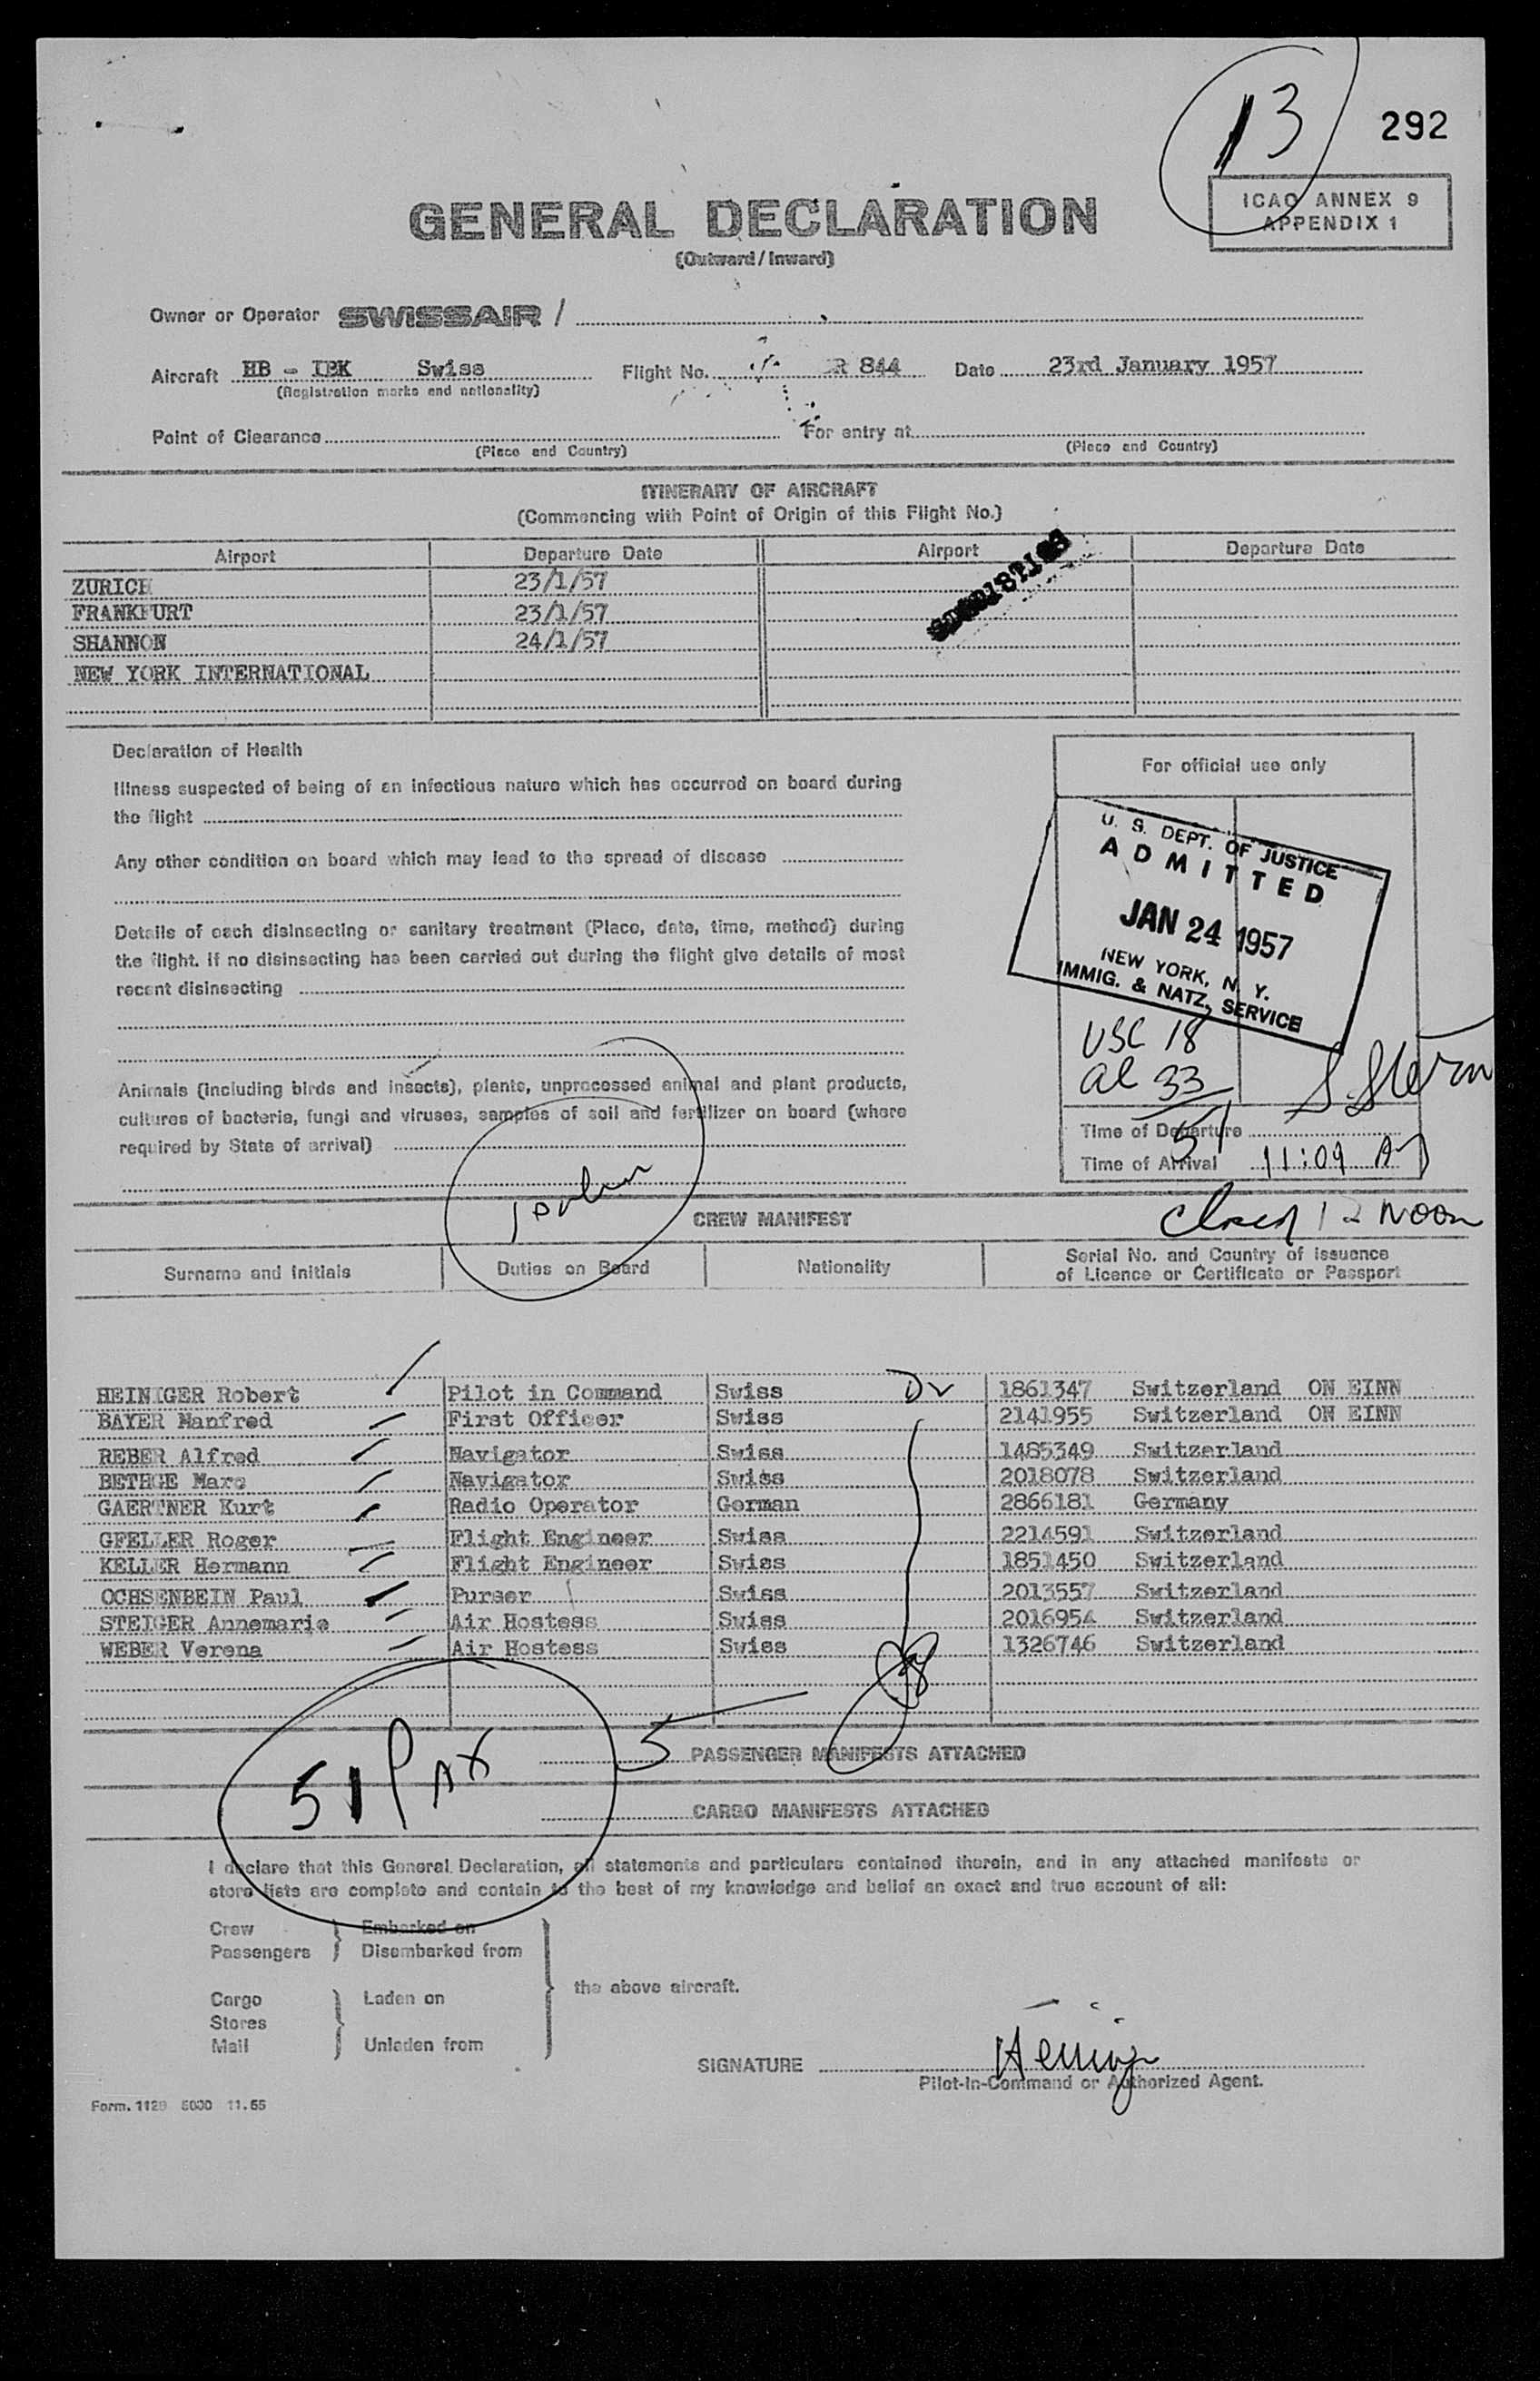 13
292
ICAO ANNEX 9
APPENDIX 1
GENERAL DECLARATION
(Outward / Inward)
Owner or Operator SWISSAIR /
Aircraft HB - IBK Swiss Flight No. R 844 Date 23rd January 1957
(Registration marks and nationality)
Point of Clearance For entry at
(Place and Country) (Place and Country)
ITINERARY OF AIRCRAFT
(Commencing with Point of Origin of this Flight No.)
Airport Departure Date Airport Departure Date
ZURICH 23/1/57
FRANKFURT 23/1/57
SHANNON 24/1/57
NEW YORK INTERNATIONAL
Declaration of Health
Illness suspected of being of an infectious nature which has occurred on board during
the flight
Any other condition on board which may lead to the spread of disease
Details of each disinsecting or sanitary treatment (Place, date, time, method) during
the flight. If no disinsecting has been carried out during the flight give details of most
recent disinsecting
Animals (including birds and insects), plants, unprocessed animal and plant products,
cultures of bacteria, fungi and viruses, samples of soil and fertilizer on board (where
required by State of arrival)
For official use only
U. S. DEPT. OF JUSTICE
ADMITTED
JAN 24 1957
NEW YORK, N. Y.
IMMIG. & NATZ. SERVICE
USC 18
al 33
51
S. Stern
Time of Departure
Time of Arrival 11:09 A
Closed 12 Noon
CREW MANIFEST
Surname and Initials Duties on Board Nationality Serial No. and Country of Issuance
of Licence or Certificate or Passport
HEINIGER Robert Pilot in Command Swiss 1861347 Switzerland ON EINN
BAYER Manfred First Officer Swiss 2141955 Switzerland ON EINN
REBER Alfred Navigator Swiss 1485349 Switzerland
BETHGE Marc Navigator Swiss 2018078 Switzerland
GAERTNER Kurt Radio Operator German 2866181 Germany
GFELLER Roger Flight Engineer Swiss 2214591 Switzerland
KELLER Hermann Flight Engineer Swiss 1851450 Switzerland
OCHSENBEIN Paul Purser Swiss 2013557 Switzerland
STEIGER Annemarie Air Hostess Swiss 2016954 Switzerland
WEBER Verena Air Hostess Swiss 1326746 Switzerland
51 Pax
5 PASSENGER MANIFESTS ATTACHED
CARGO MANIFESTS ATTACHED
I declare that this General Declaration, all statements and particulars contained therein, and in any attached manifests or
store lists are complete and contain to the best of my knowledge and belief an exact and true account of all:
Crew Embarked on
Passengers Disembarked from
the above aircraft.
Cargo Laden on
Stores
Mail Unladen from
SIGNATURE
Pilot-in-Command or Authorized Agent.
Form. 1120 5000 11.55